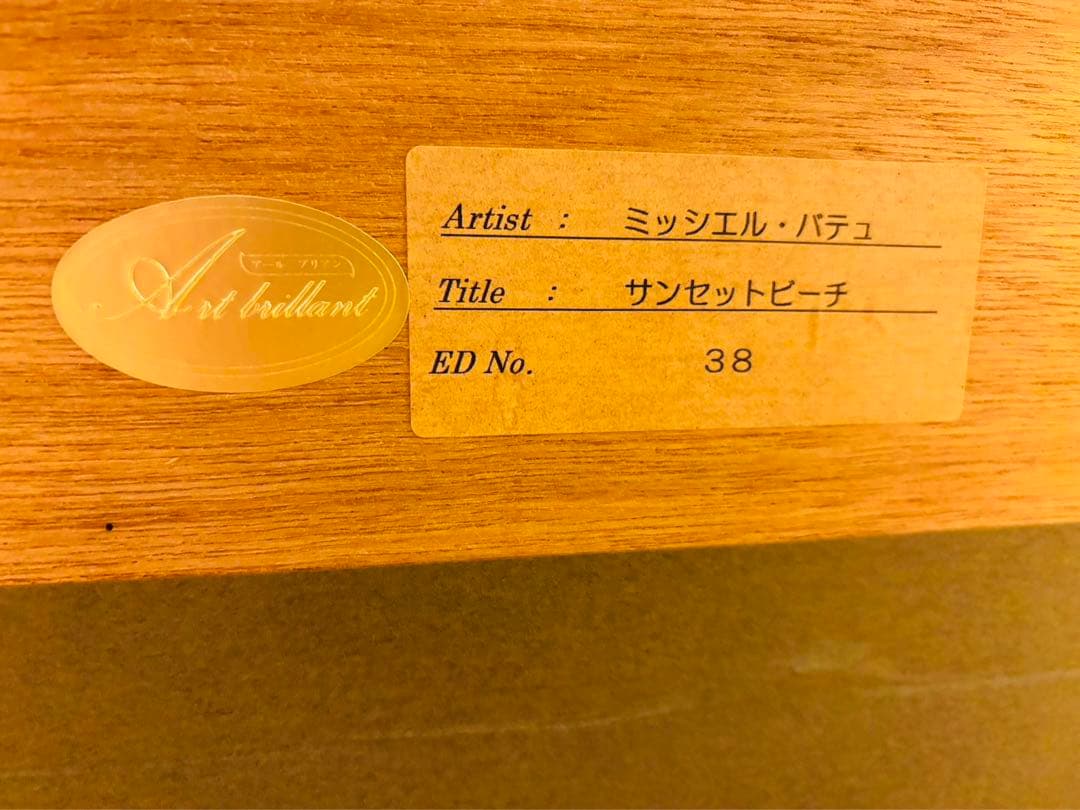 アール ブリアン
Art brillant
Artist : ミッシエル・バテュ
Title : サンセットビーチ
ED No. 38